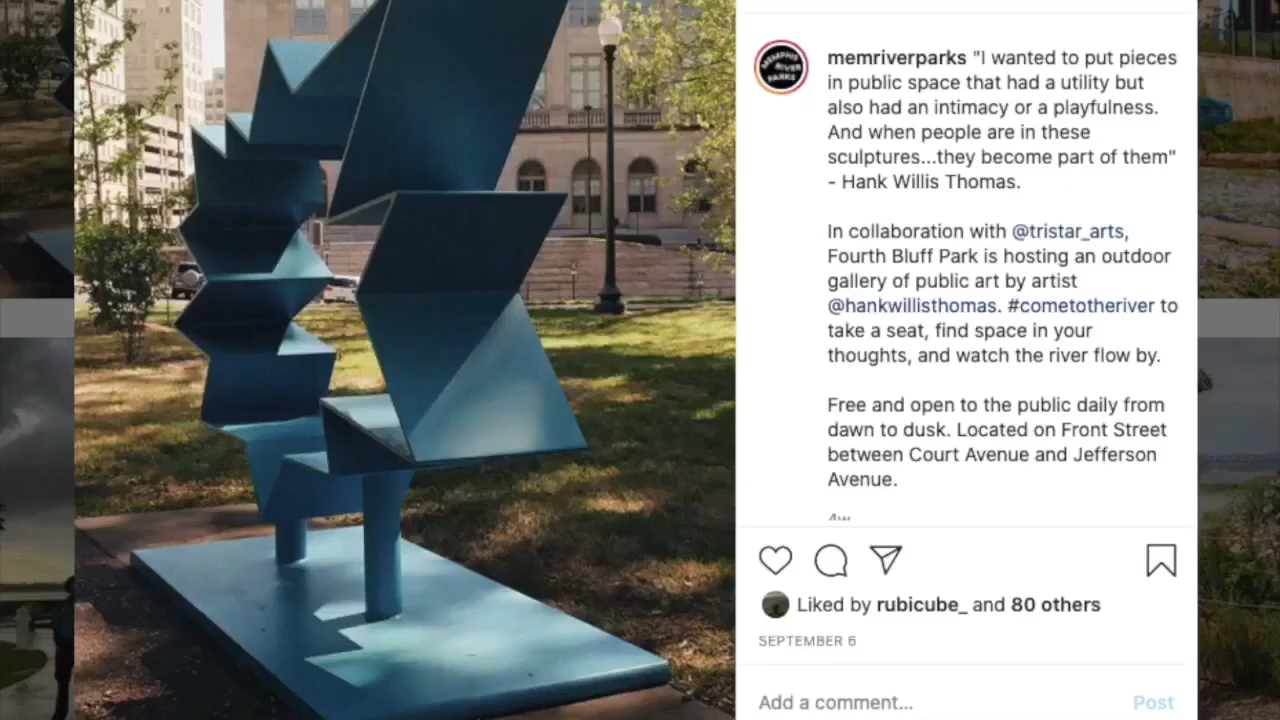 MEMPHIS
RIVER
PARKS
memriverparks "I wanted to put pieces
in public space that had a utility but
also had an intimacy or a playfulness.
And when people are in these
sculptures...they become part of them"
- Hank Willis Thomas.
In collaboration with @tristar_arts,
Fourth Bluff Park is hosting an outdoor
gallery of public art by artist
@hankwillisthomas. #cometotheriver to
take a seat, find space in your
thoughts, and watch the river flow by.
Free and open to the public daily from
dawn to dusk. Located on Front Street
between Court Avenue and Jefferson
Avenue.
4w
Liked by rubicube_ and 80 others
SEPTEMBER 6
Add a comment... Post